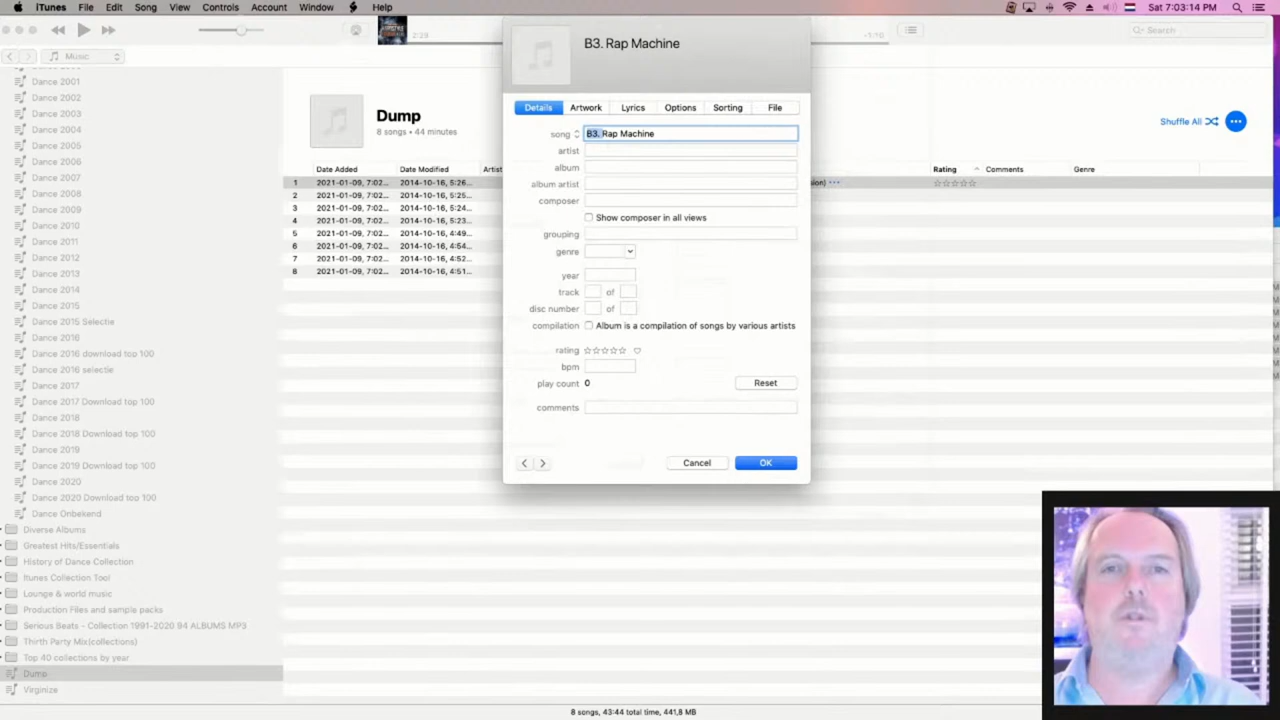 iTunes File Edit Song View Controls Account Window Help Sat 7:03:14 PM
2:29 -1:10 Search
Music
Dance 2001
Dance 2002
Dance 2003
Dance 2004
Dance 2005
Dance 2006
Dance 2007
Dance 2008
Dance 2009
Dance 2010
Dance 2011
Dance 2012
Dance 2013
Dance 2014
Dance 2015
Dance 2015 Selectie
Dance 2016
Dance 2016 download top 100
Dance 2016 selectie
Dance 2017
Dance 2017 Download top 100
Dance 2018
Dance 2018 Download top 100
Dance 2019
Dance 2019 Download top 100
Dance 2020
Dance 2020 Download top 100
Dance Onbekend
Diverse Albums
Greatest Hits/Essentials
History of Dance Collection
Itunes Collection Tool
Lounge & world music
Production Files and sample packs
Serious Beats - Collection 1991-2020 94 ALBUMS MP3
Thirth Party Mix(collections)
Top 40 collections by year
Dump
Virginize
Dump
8 songs • 44 minutes
Shuffle All
Date Added Date Modified Artist Rating Comments Genre
1 2021-01-09, 7:02... 2014-10-16, 5:26...
2 2021-01-09, 7:02... 2014-10-16, 5:25...
3 2021-01-09, 7:02... 2014-10-16, 5:24...
4 2021-01-09, 7:02... 2014-10-16, 5:23...
5 2021-01-09, 7:02... 2014-10-16, 4:49...
6 2021-01-09, 7:02... 2014-10-16, 4:54...
7 2021-01-09, 7:02... 2014-10-16, 4:52...
8 2021-01-09, 7:02... 2014-10-16, 4:51...
B3. Rap Machine
Details Artwork Lyrics Options Sorting File
song B3. Rap Machine
artist
album
album artist
composer
Show composer in all views
grouping
genre
year
track of
disc number of
compilation Album is a compilation of songs by various artists
rating
bpm
play count 0 Reset
comments
Cancel OK
8 songs, 43:44 total time, 441,8 MB